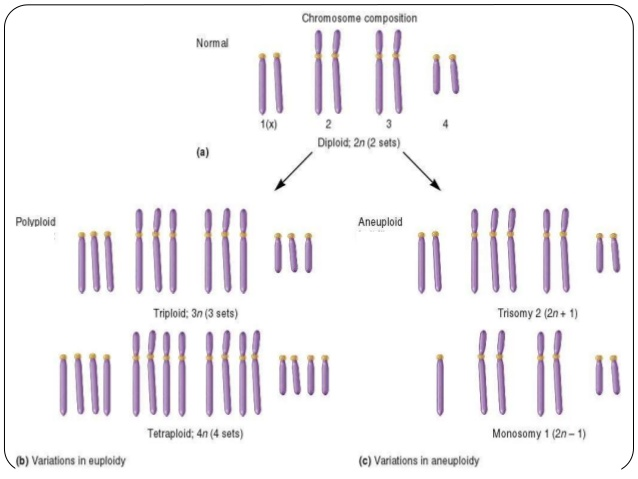 Chromosome composition
Normal
1(x) 2 3 4
Diploid; 2n (2 sets)
(a)
Polyploid
Aneuploid
Triploid; 3n (3 sets)
Trisomy 2 (2n + 1)
Tetraploid; 4n (4 sets)
Monosomy 1 (2n – 1)
(b) Variations in euploidy
(c) Variations in aneuploidy